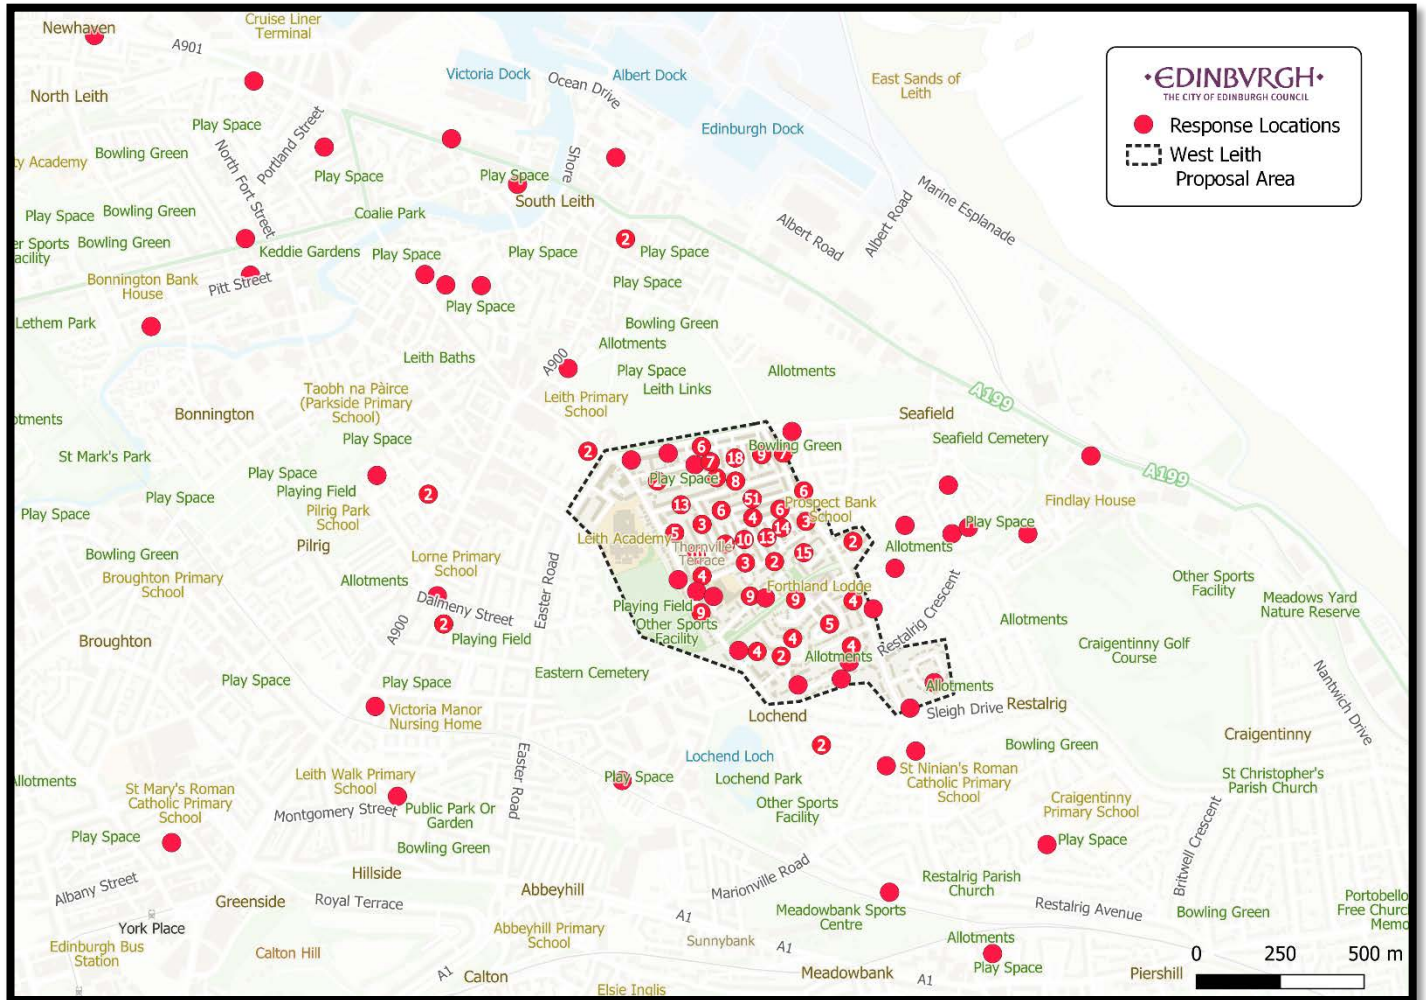 Newhaven
Cruise Liner
Terminal
A901
Victoria Dock
Ocean Drive
Albert Dock
East Sands of
Leith
•EDINBVRGH•
THE CITY OF EDINBURGH COUNCIL
Response Locations
West Leith
Proposal Area
North Leith
Play Space
Portland Street
Edinburgh Dock
cy Academy
Bowling Green
North Fort Street
Play Space
Play Space
Shore
South Leith
Marine Esplanade
Albert Road
Albert Road
Play Space
Bowling Green
Coalie Park
er Sports
acility
Bowling Green
Keddie Gardens
Play Space
Play Space
2
Play Space
Bonnington Bank
House
Pitt Street
Play Space
Play Space
Lethem Park
Bowling Green
Allotments
Leith Baths
A900
Play Space
Allotments
Leith Links
Taobh na Pàirce
(Parkside Primary
School)
Leith Primary
School
A199
Bonnington
Seafield
otments
Play Space
Bowling Green
Seafield Cemetery
St Mark's Park
2
6
7
18
9
7
A199
Play Space
Playing Field
Play Space
8
Play Space
2
Pilrig Park
School
13
51
6
Prospect Bank
School
Findlay House
Play Space
6
4
6
3
14
3
Play Space
Pilrig
Leith Academy
5
10
13
2
Allotments
Bowling Green
Lorne Primary
School
Thornville
Terrace
15
3
2
Broughton Primary
School
Allotments
Easter Road
4
Forthland Lodge
Other Sports
Facility
Meadows Yard
Nature Reserve
Dalmeny Street
Playing Field
9
9
9
4
Restalrig Crescent
Allotments
Broughton
A900
2
Playing Field
Other Sports
Facility
5
4
4
Craigentinny Golf
Course
4
2
Allotments
Eastern Cemetery
Play Space
Play Space
Allotments
Nantwich Drive
Victoria Manor
Nursing Home
Lochend
Sleigh Drive
Restalrig
Easter Road
2
Bowling Green
Craigentinny
Lochend Loch
Allotments
Leith Walk Primary
School
Play Space
Lochend Park
St Ninian's Roman
Catholic Primary
School
St Christopher's
Parish Church
St Mary's Roman
Catholic Primary
School
Montgomery Street
Public Park Or
Garden
Other Sports
Facility
Craigentinny
Primary School
Play Space
Bowling Green
Play Space
Britwell Crescent
Hillside
Albany Street
Abbeyhill
Marionville Road
Restalrig Parish
Church
Greenside
Royal Terrace
Portobello
Free Churc
Memo
York Place
A1
Meadowbank Sports
Centre
Restalrig Avenue
Bowling Green
Edinburgh Bus
Station
Calton Hill
Abbeyhill Primary
School
Sunnybank
A1
Allotments
0 250 500 m
A1
Calton
Elsie Inglis
Meadowbank
A1
Play Space
Piershill